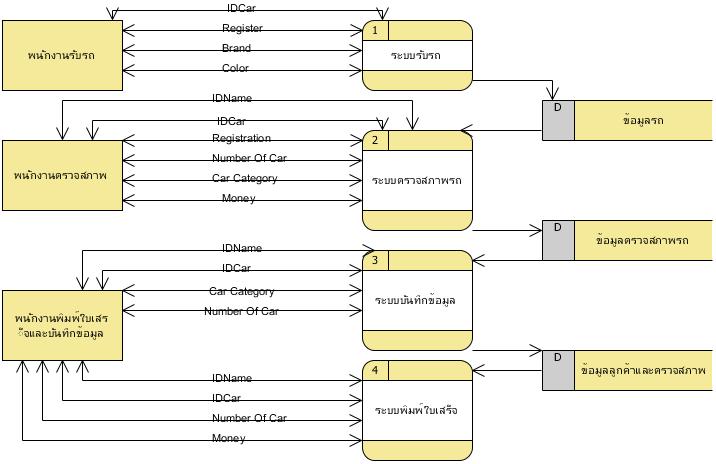 IDCar
Register
Brand
Color
พนักงานรับรถ
1
ระบบรับรถ
IDName
IDCar
Registration
Number Of Car
Car Category
Money
D
ข้อมูลรถ
พนักงานตรวจสภาพ
2
ระบบตรวจสภาพรถ
D
ข้อมูลตรวจสภาพรถ
IDName
IDCar
Car Category
Number Of Car
3
ระบบบันทึกข้อมูล
พนักงานพิมพ์ใบเสร
็จและบันทึกข้อมูล
D
ข้อมูลลูกค้าและตรวจสภาพ
4
ระบบพิมพ์ใบเสร็จ
IDName
IDCar
Number Of Car
Money